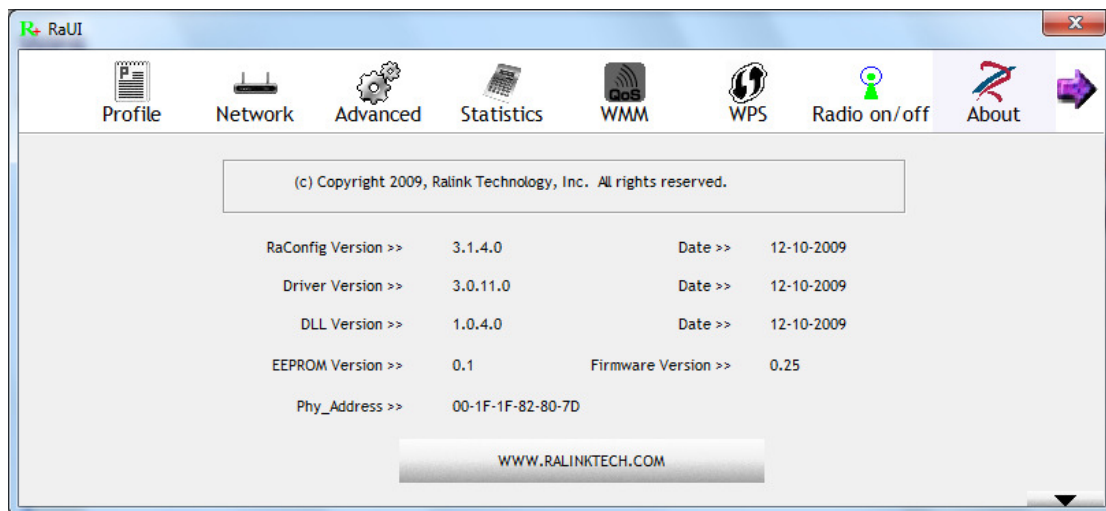 R+ RaUI
Profile Network Advanced Statistics WMM WPS Radio on/off About
QoS
(c) Copyright 2009, Ralink Technology, Inc. All rights reserved.
RaConfig Version >> 3.1.4.0 Date >> 12-10-2009
Driver Version >> 3.0.11.0 Date >> 12-10-2009
DLL Version >> 1.0.4.0 Date >> 12-10-2009
EEPROM Version >> 0.1 Firmware Version >> 0.25
Phy_Address >> 00-1F-1F-82-80-7D
WWW.RALINKTECH.COM